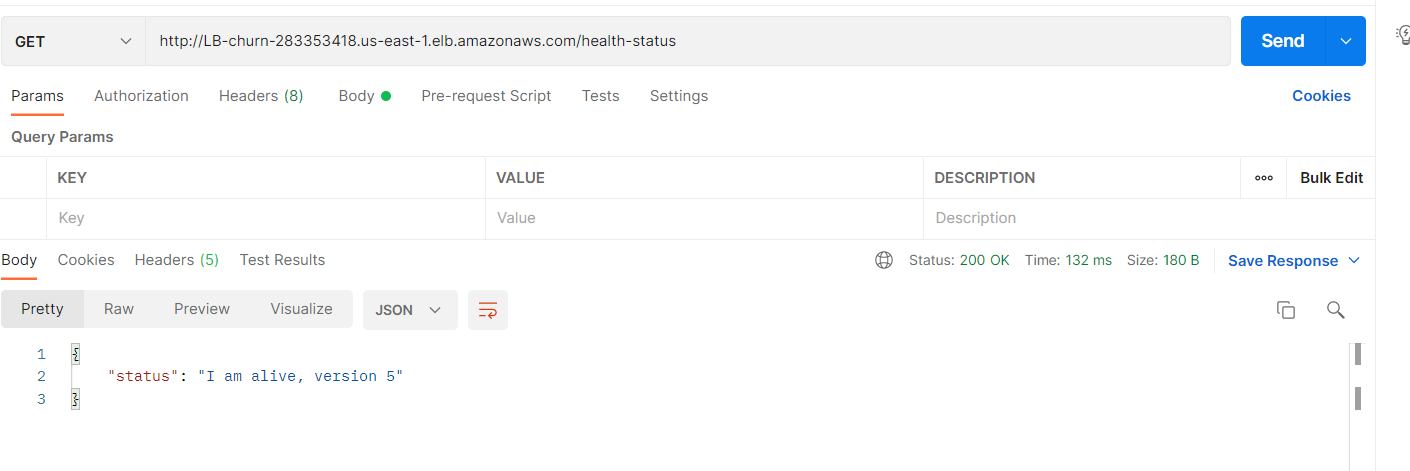 GET http://LB-churn-283353418.us-east-1.elb.amazonaws.com/health-status Send
Params Authorization Headers (8) Body Pre-request Script Tests Settings Cookies
Query Params
KEY VALUE DESCRIPTION Bulk Edit
Key Value Description
Body Cookies Headers (5) Test Results Status: 200 OK Time: 132 ms Size: 180 B Save Response
Pretty Raw Preview Visualize JSON
1 {
2 "status": "I am alive, version 5"
3 }